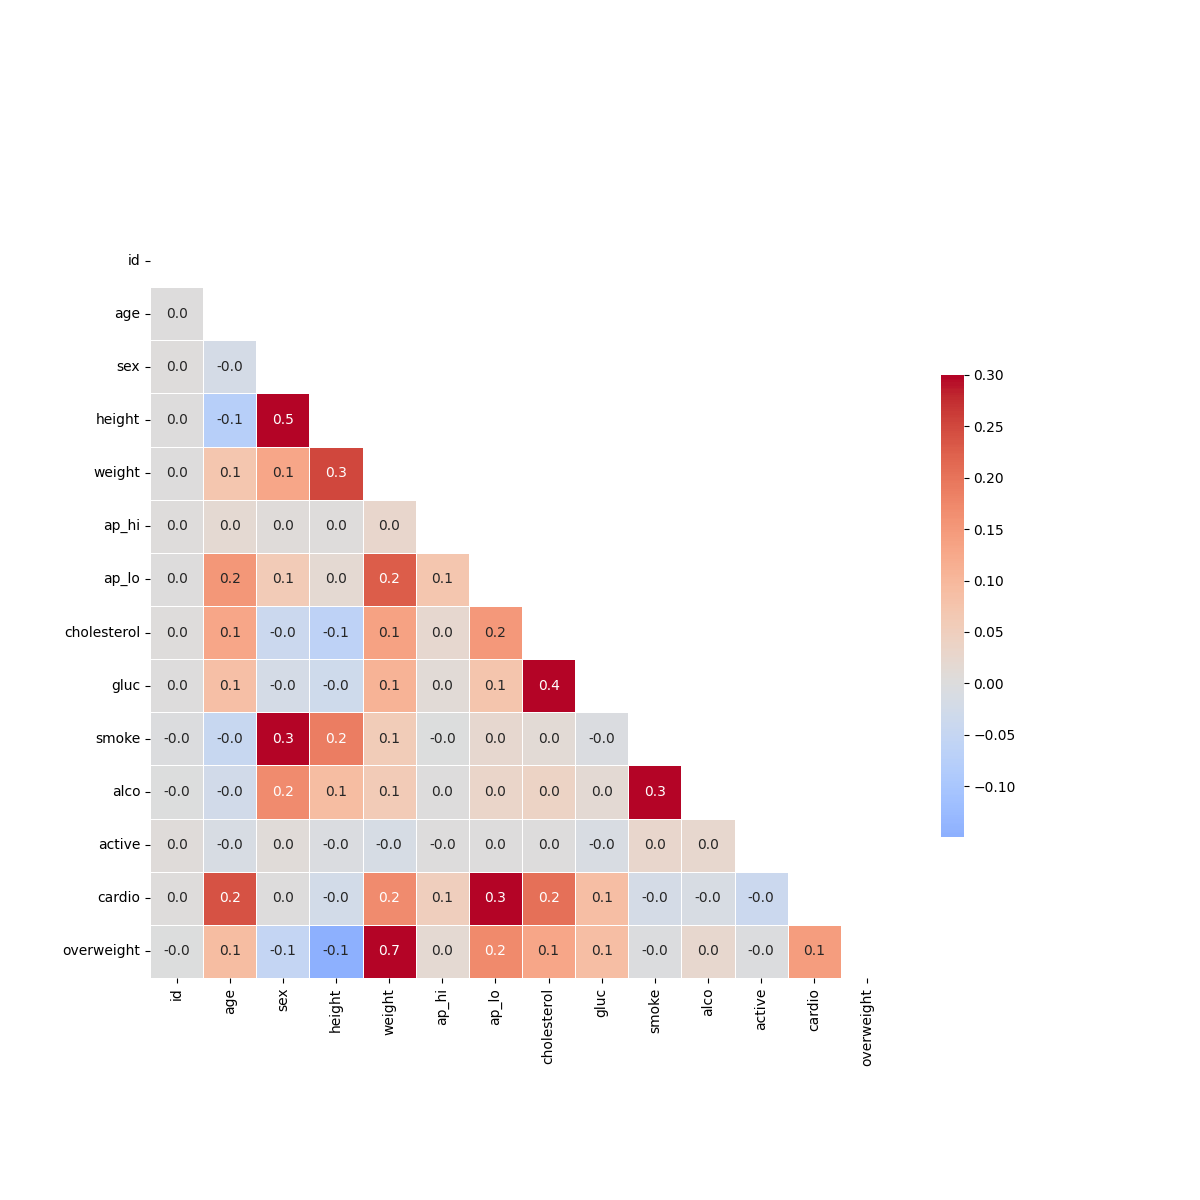 id
age 0.0
sex 0.0 -0.0
height 0.0 -0.1 0.5
weight 0.0 0.1 0.1 0.3
ap_hi 0.0 0.0 0.0 0.0 0.0
ap_lo 0.0 0.2 0.1 0.0 0.2 0.1
cholesterol 0.0 0.1 -0.0 -0.1 0.1 0.0 0.2
gluc 0.0 0.1 -0.0 -0.0 0.1 0.0 0.1 0.4
smoke -0.0 -0.0 0.3 0.2 0.1 -0.0 0.0 0.0 -0.0
alco -0.0 -0.0 0.2 0.1 0.1 0.0 0.0 0.0 0.0 0.3
active 0.0 -0.0 0.0 -0.0 -0.0 -0.0 0.0 0.0 -0.0 0.0 0.0
cardio 0.0 0.2 0.0 -0.0 0.2 0.1 0.3 0.2 0.1 -0.0 -0.0 -0.0
overweight -0.0 0.1 -0.1 -0.1 0.7 0.0 0.2 0.1 0.1 -0.0 0.0 -0.0 0.1
id age sex height weight ap_hi ap_lo cholesterol gluc smoke alco active cardio overweight
0.30
0.25
0.20
0.15
0.10
0.05
0.00
−0.05
−0.10